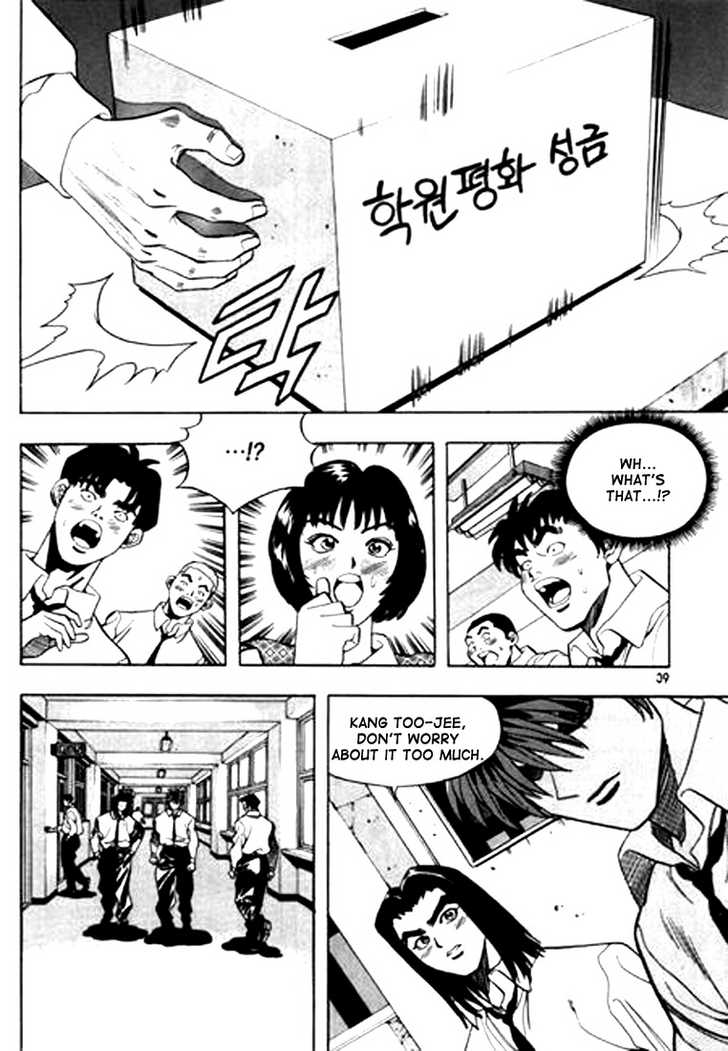 학원평화 성금
탁
...!?
WH...
WHAT'S
THAT...!?
39
KANG TOO-JEE,
DON'T WORRY
ABOUT IT TOO MUCH.